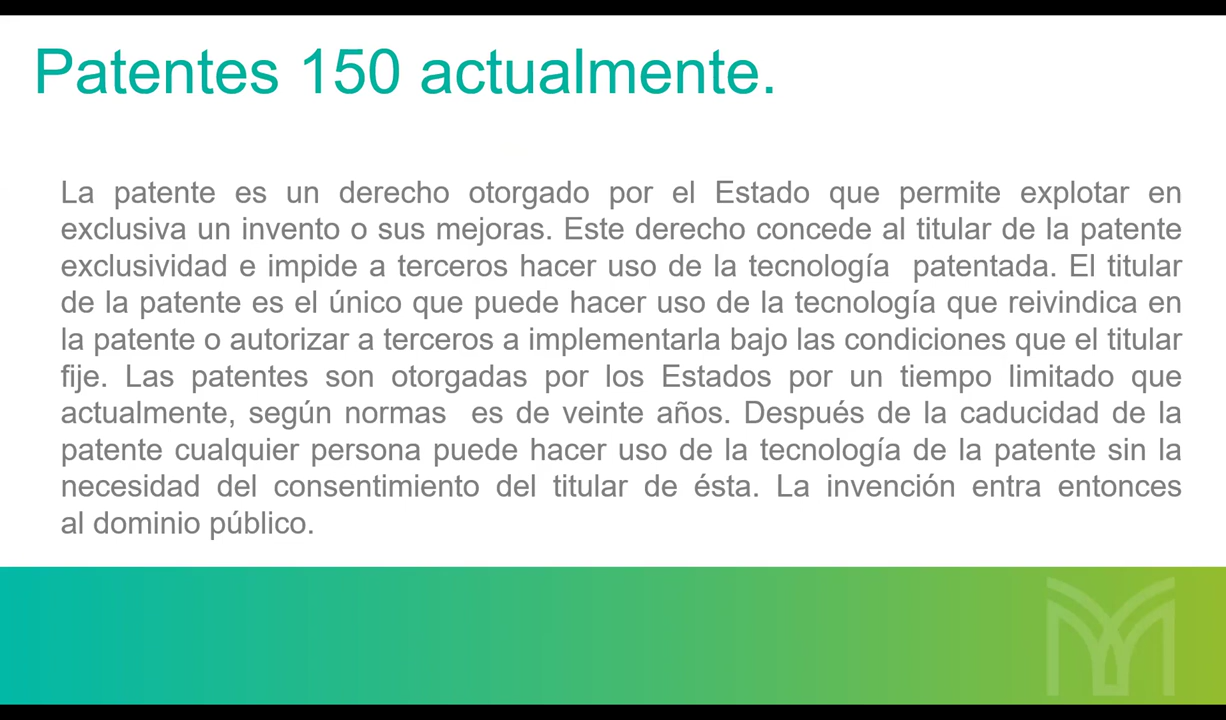 Patentes 150 actualmente.
La patente es un derecho otorgado por el Estado que permite explotar en
exclusiva un invento o sus mejoras. Este derecho concede al titular de la patente
exclusividad e impide a terceros hacer uso de la tecnología  patentada. El titular
de la patente es el único que puede hacer uso de la tecnología que reivindica en
la patente o autorizar a terceros a implementarla bajo las condiciones que el titular
fije. Las patentes son otorgadas por los Estados por un tiempo limitado que
actualmente, según normas  es de veinte años. Después de la caducidad de la
patente cualquier persona puede hacer uso de la tecnología de la patente sin la
necesidad del consentimiento del titular de ésta. La invención entra entonces
al dominio público.